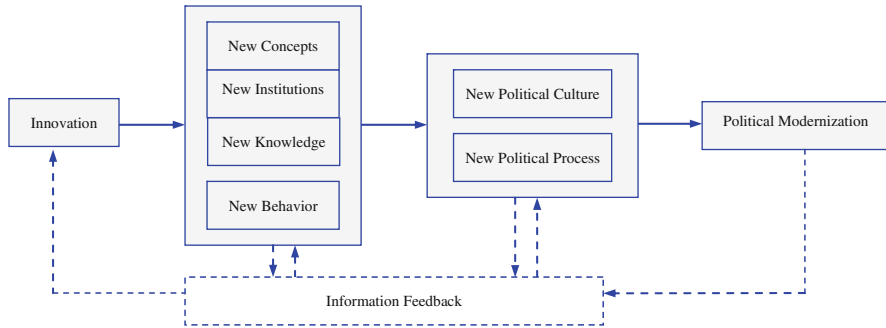 Innovation
New Concepts
New Institutions
New Knowledge
New Behavior
New Political Culture
New Political Process
Political Modernization
Information Feedback